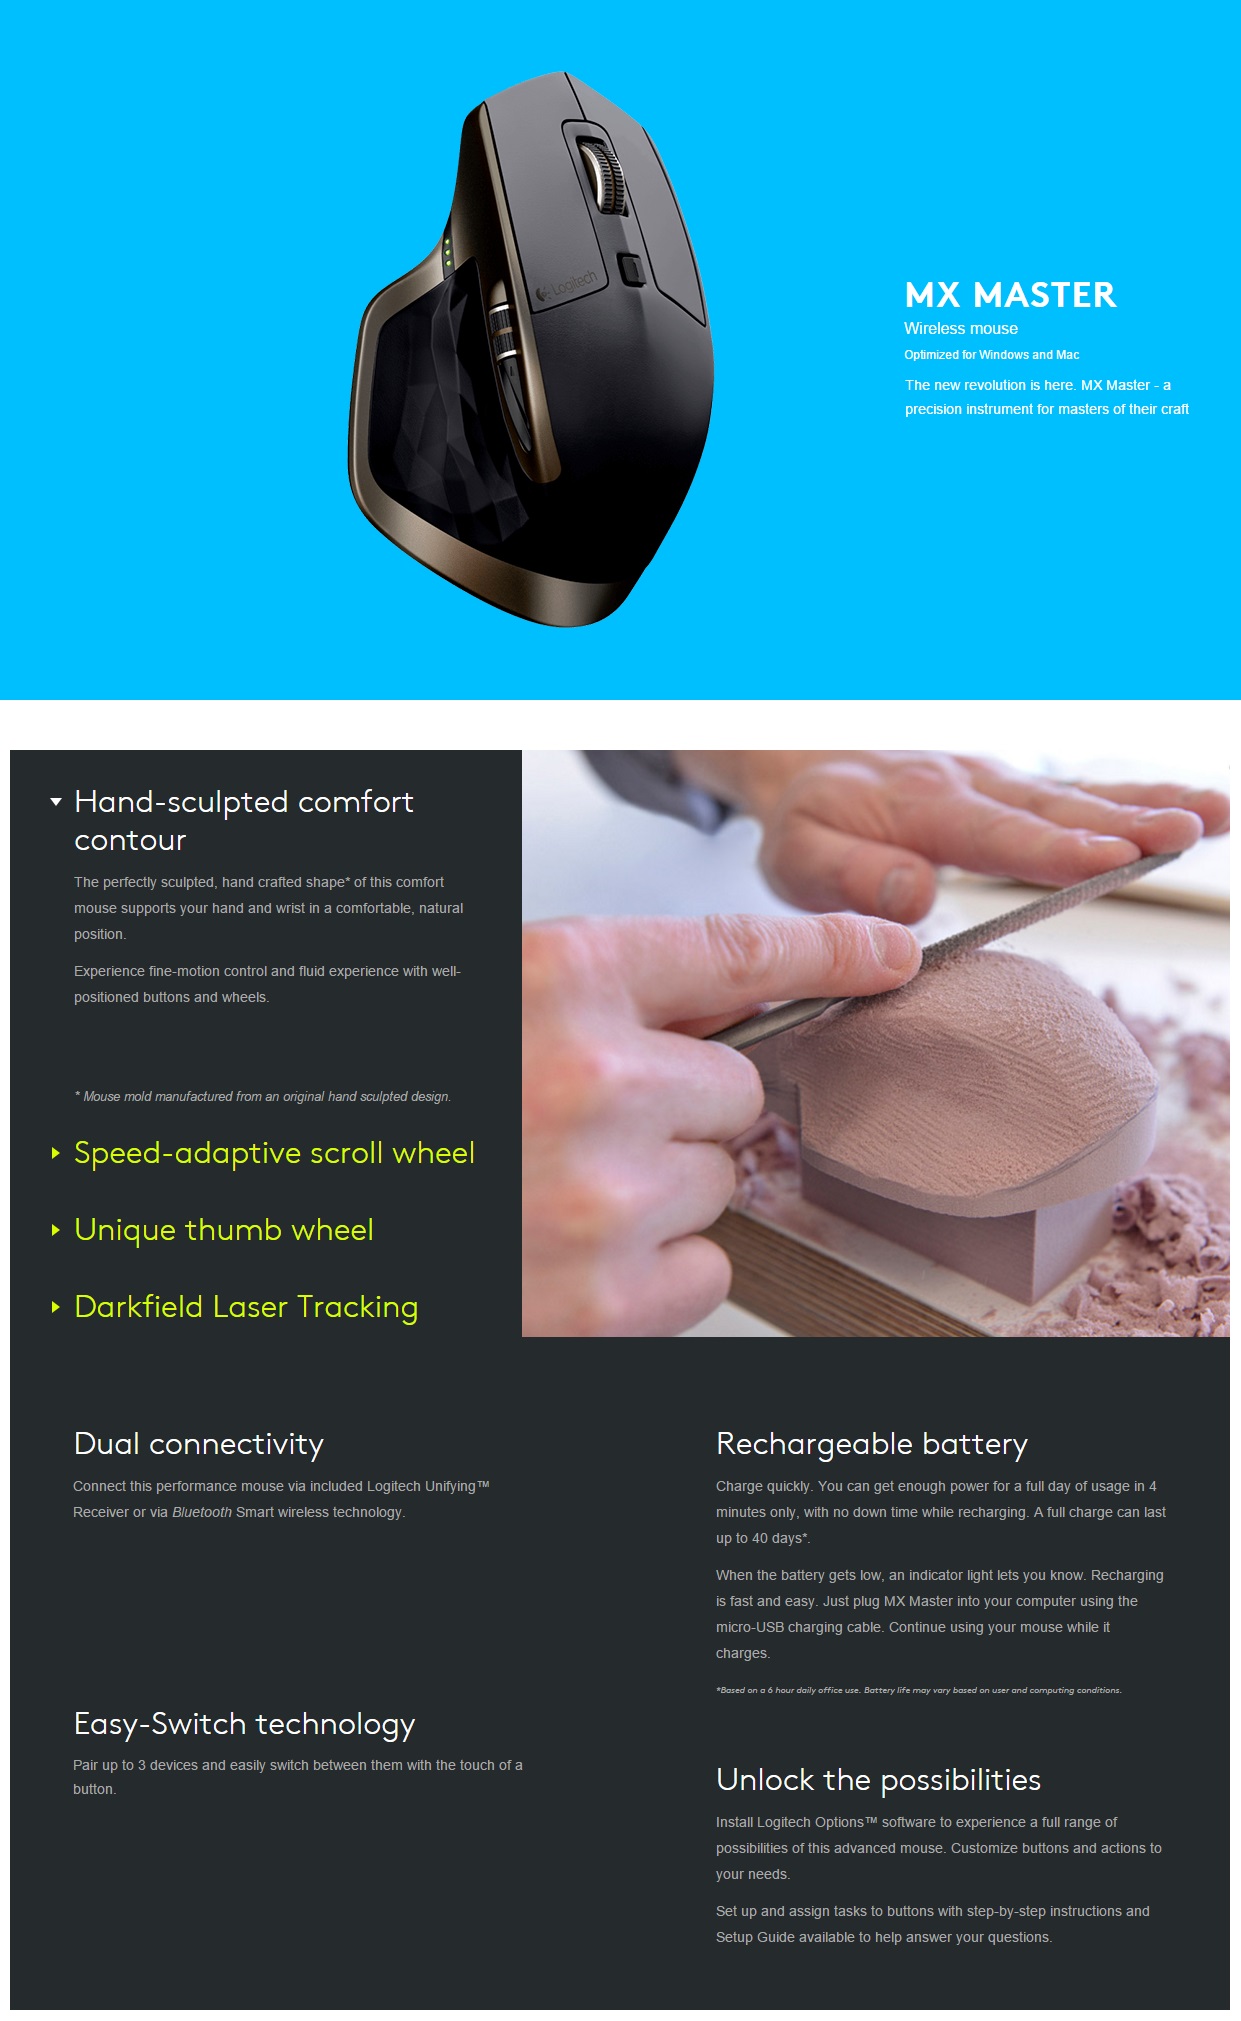 Logitech
MX MASTER
Wireless mouse
Optimized for Windows and Mac
The new revolution is here. MX Master - a
precision instrument for masters of their craft
Hand-sculpted comfort
contour
The perfectly sculpted, hand crafted shape* of this comfort
mouse supports your hand and wrist in a comfortable, natural
position.
Experience fine-motion control and fluid experience with well-
positioned buttons and wheels.
* Mouse mold manufactured from an original hand sculpted design.
Speed-adaptive scroll wheel
Unique thumb wheel
Darkfield Laser Tracking
Dual connectivity
Connect this performance mouse via included Logitech Unifying™
Receiver or via Bluetooth Smart wireless technology.
Easy-Switch technology
Pair up to 3 devices and easily switch between them with the touch of a
button.
Rechargeable battery
Charge quickly. You can get enough power for a full day of usage in 4
minutes only, with no down time while recharging. A full charge can last
up to 40 days*.
When the battery gets low, an indicator light lets you know. Recharging
is fast and easy. Just plug MX Master into your computer using the
micro-USB charging cable. Continue using your mouse while it
charges.
*Based on a 6 hour daily office use. Battery life may vary based on user and computing conditions.
Unlock the possibilities
Install Logitech Options™ software to experience a full range of
possibilities of this advanced mouse. Customize buttons and actions to
your needs.
Set up and assign tasks to buttons with step-by-step instructions and
Setup Guide available to help answer your questions.